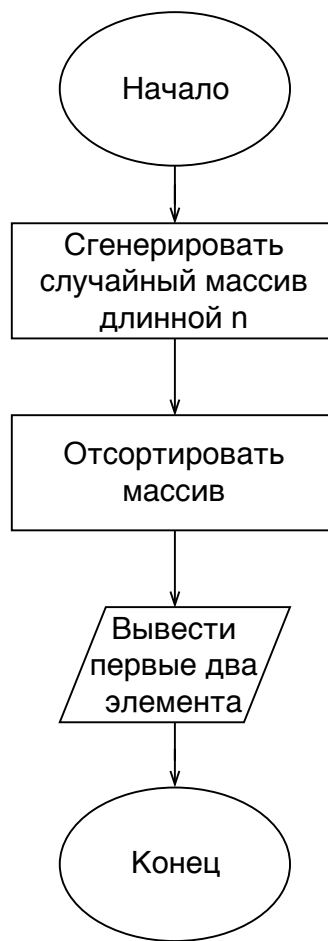 Начало
Сгенерировать
случайный массив
длинной n
Отсортировать
массив
Вывести
первые два
элемента
Конец